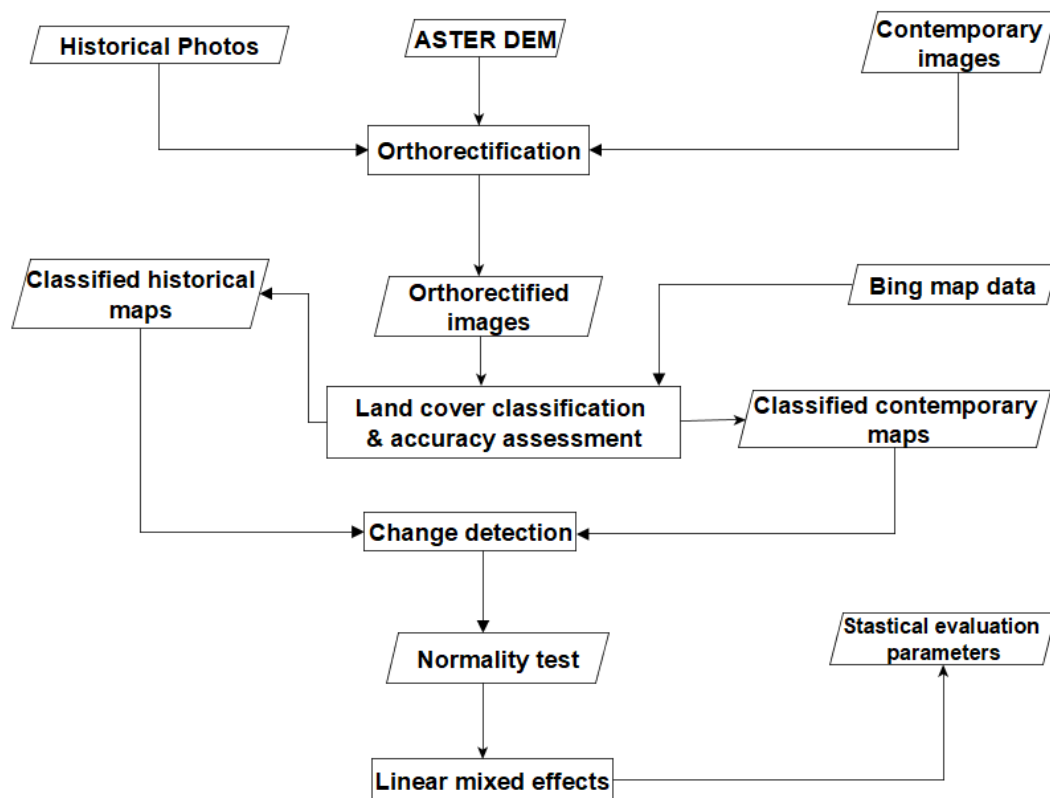 Historical Photos
ASTER DEM
Contemporary
images
Orthorectification
Classified historical
maps
Orthorectified
images
Bing map data
Land cover classification
& accuracy assessment
Classified contemporary
maps
Change detection
Normality test
Stastical evaluation
parameters
Linear mixed effects